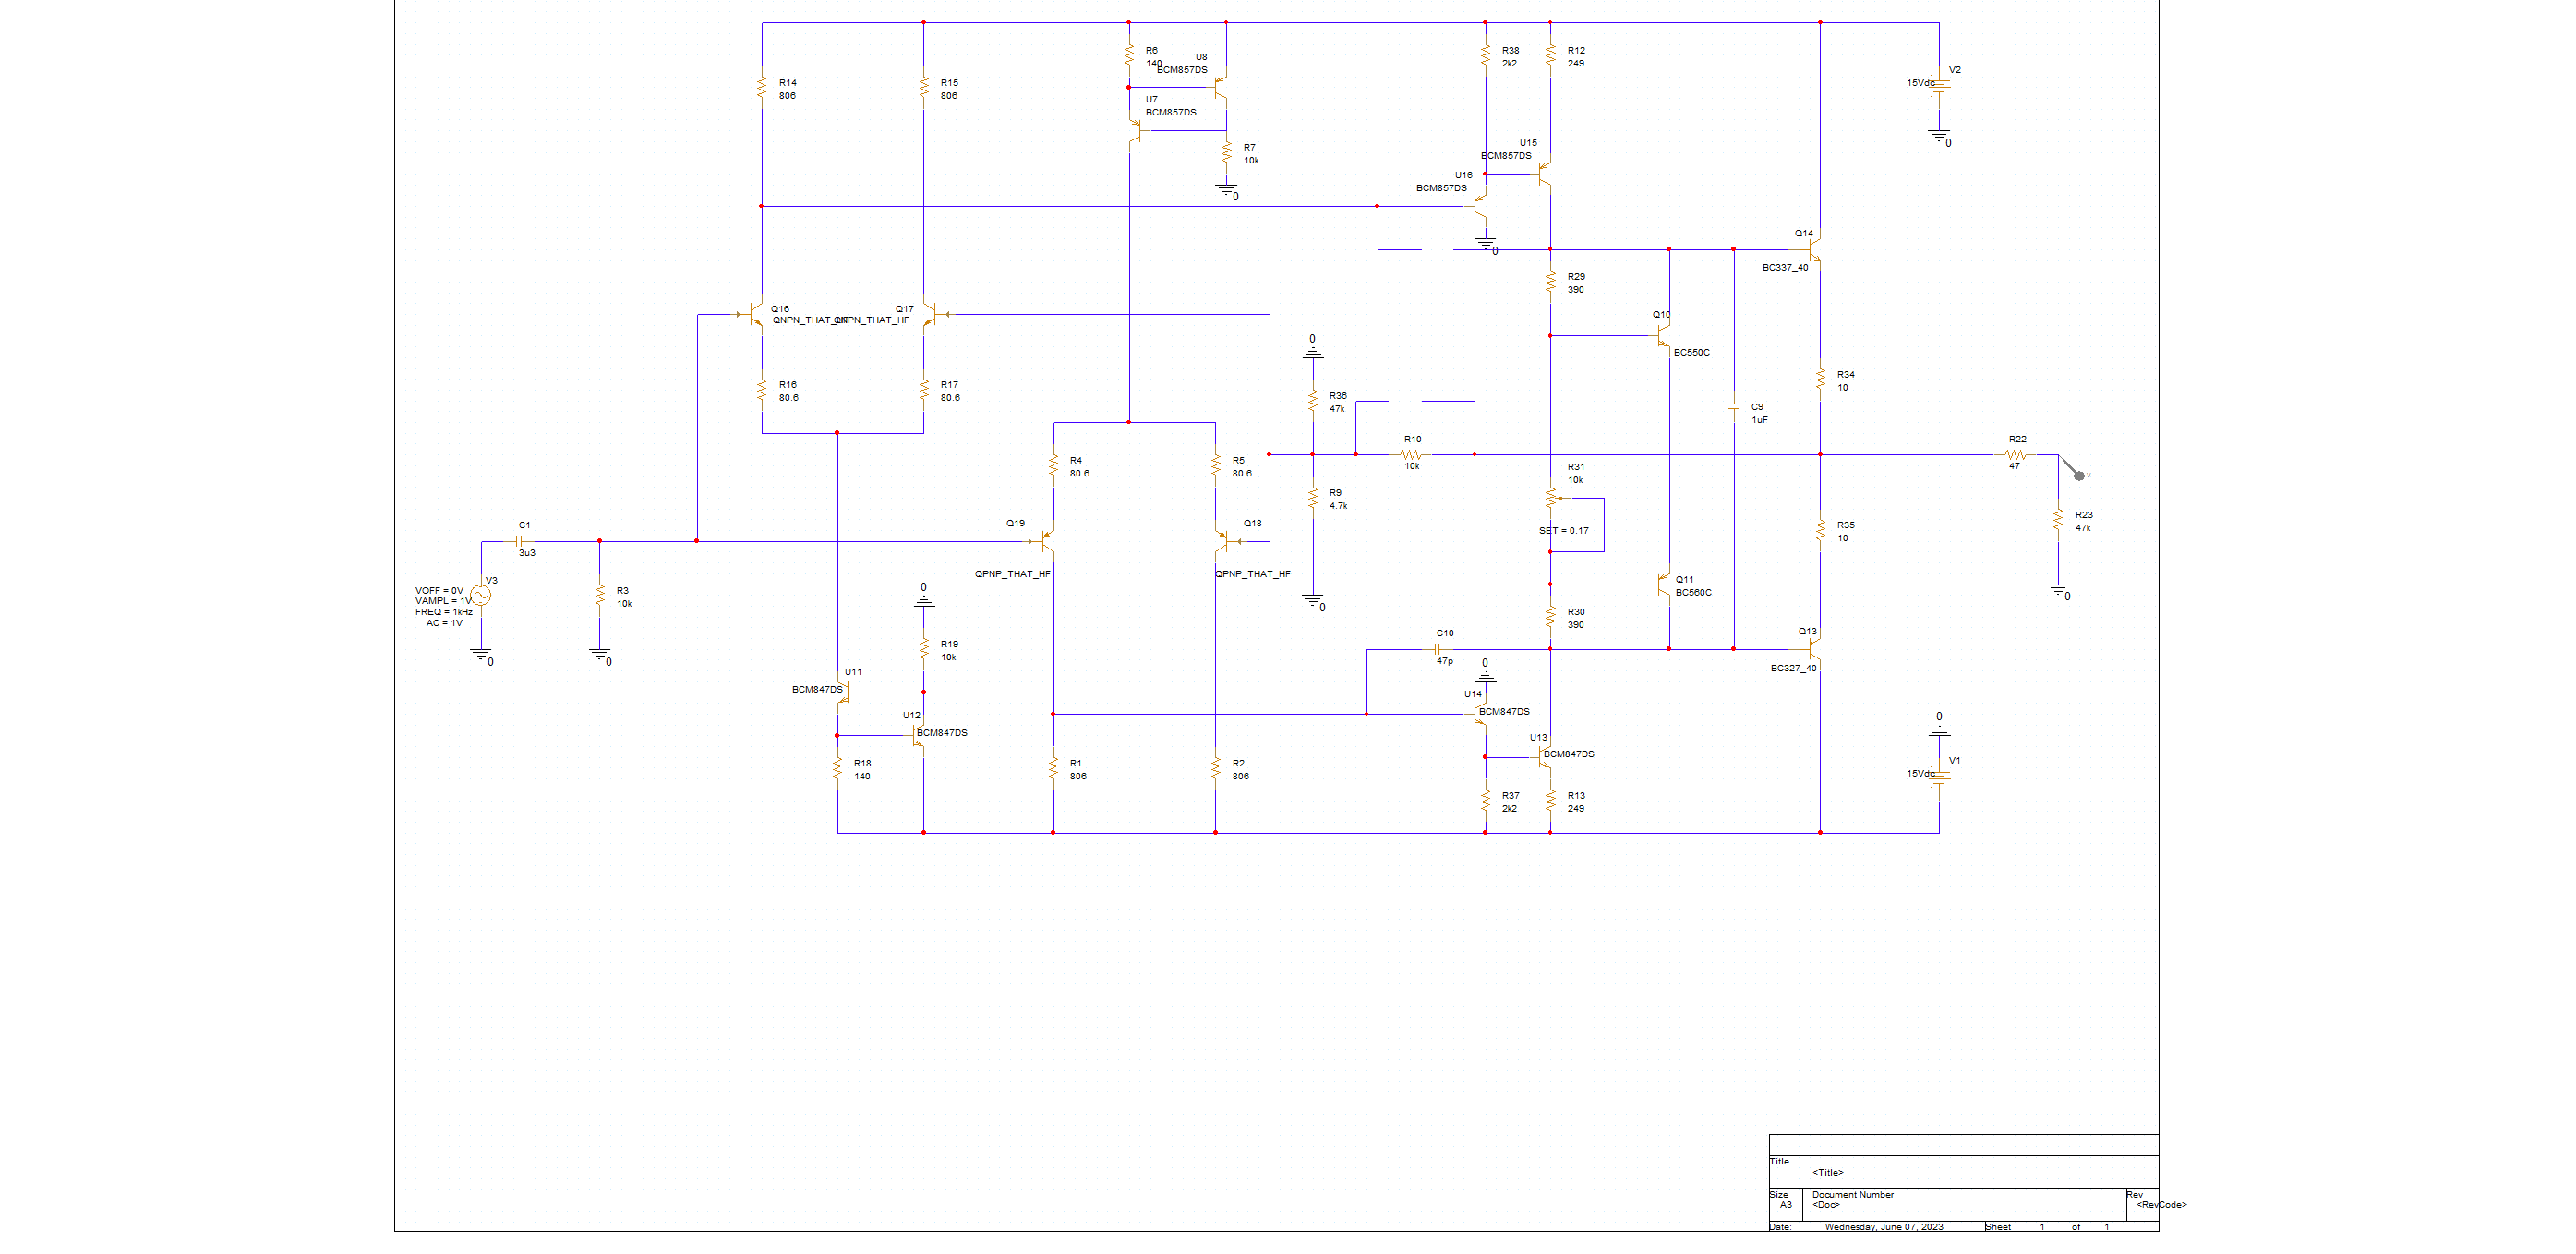 R14
806
R15
806
R6
140
U8
BCM857DS
U7
BCM857DS
R7
10k
0
R38
2k2
R12
249
U15
BCM857DS
U16
BCM857DS
0
V2
15Vdc
0
Q14
BC337_40
R29
390
Q10
BC550C
Q16
QNPN_THAT_HF
Q17
QNPN_THAT_HF
R16
80.6
R17
80.6
0
R36
47k
R34
10
C9
1uF
R10
10k
R22
47
V
R4
80.6
R5
80.6
R31
10k
SET = 0.17
R9
4.7k
0
R23
47k
0
R35
10
C1
3u3
Q19
QPNP_THAT_HF
Q18
QPNP_THAT_HF
V3
VOFF = 0V
VAMPL = 1V
FREQ = 1kHz
AC = 1V
0
R3
10k
0
0
R19
10k
Q11
BC560C
R30
390
C10
47p
Q13
BC327_40
U11
BCM847DS
U12
BCM847DS
0
U14
BCM847DS
U13
BCM847DS
0
V1
15Vdc
R18
140
R1
806
R2
806
R37
2k2
R13
249
Title
<Title>
Size
A3
Document Number
<Doc>
Rev
<RevCode>
Date:
Wednesday, June 07, 2023
Sheet
1
of
1